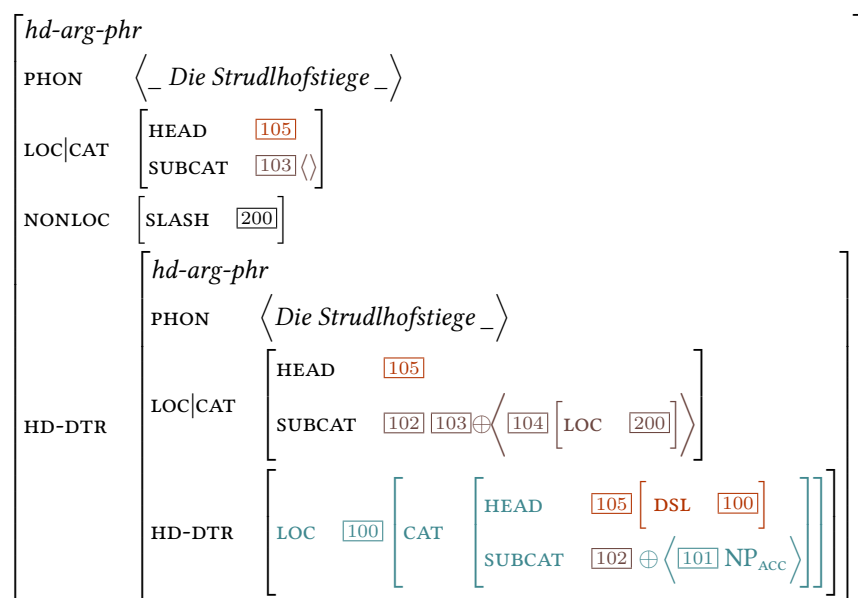 hd-arg-phr
PHON ⟨_ Die Strudlhofstiege _⟩
LOC|CAT [HEAD 105
SUBCAT 103 ⟨⟩]
NONLOC [SLASH 200]
hd-arg-phr
PHON ⟨Die Strudlhofstiege _⟩
HEAD 105
LOC|CAT
SUBCAT 102 103 ⊕ ⟨104 [LOC 200]⟩
HD-DTR
HEAD 105 [DSL 100]
HD-DTR [LOC 100 [CAT
SUBCAT 102 ⊕ ⟨101 NP_ACC⟩]]]